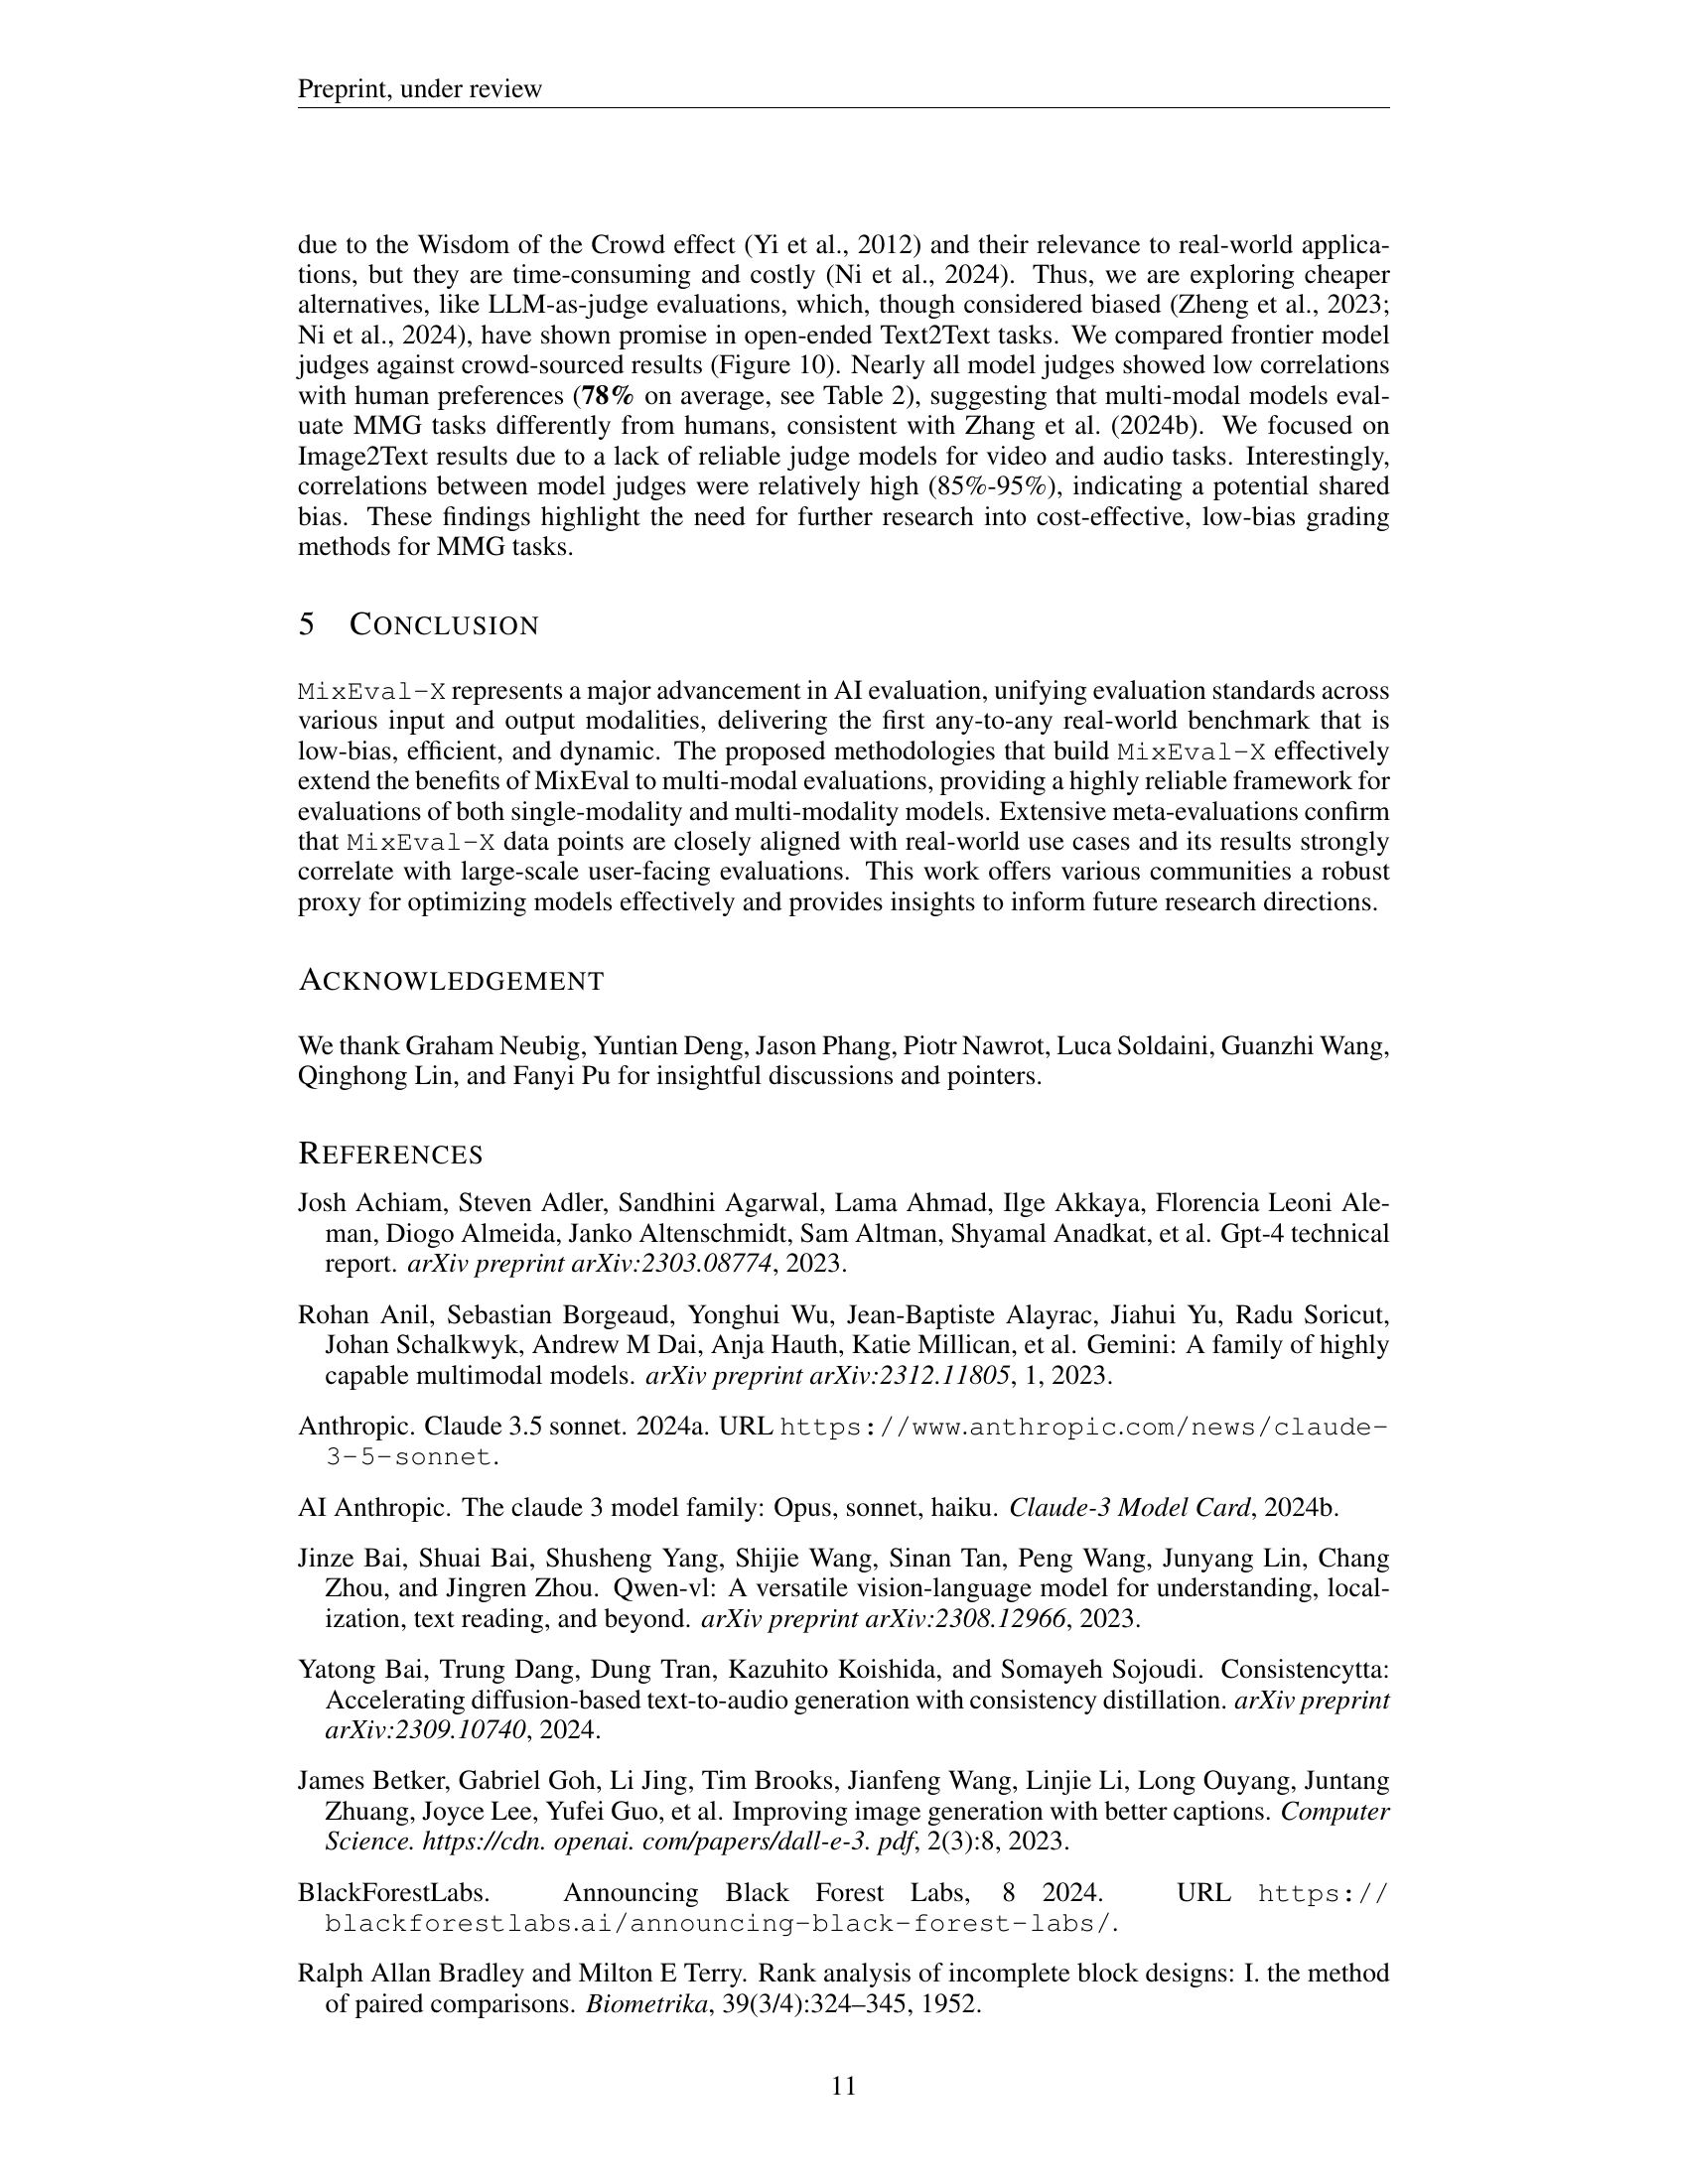 Preprint, under review
due to the Wisdom of the Crowd effect (Yi et al., 2012) and their relevance to real-world applica-
tions, but they are time-consuming and costly (Ni et al., 2024). Thus, we are exploring cheaper
alternatives, like LLM-as-judge evaluations, which, though considered biased (Zheng et al., 2023;
Ni et al., 2024), have shown promise in open-ended Text2Text tasks. We compared frontier model
judges against crowd-sourced results (Figure 10). Nearly all model judges showed low correlations
with human preferences (78% on average, see Table 2), suggesting that multi-modal models eval-
uate MMG tasks differently from humans, consistent with Zhang et al. (2024b). We focused on
Image2Text results due to a lack of reliable judge models for video and audio tasks. Interestingly,
correlations between model judges were relatively high (85%-95%), indicating a potential shared
bias. These findings highlight the need for further research into cost-effective, low-bias grading
methods for MMG tasks.
5 CONCLUSION
MixEval-X represents a major advancement in AI evaluation, unifying evaluation standards across
various input and output modalities, delivering the first any-to-any real-world benchmark that is
low-bias, efficient, and dynamic. The proposed methodologies that build MixEval-X effectively
extend the benefits of MixEval to multi-modal evaluations, providing a highly reliable framework for
evaluations of both single-modality and multi-modality models. Extensive meta-evaluations confirm
that MixEval-X data points are closely aligned with real-world use cases and its results strongly
correlate with large-scale user-facing evaluations. This work offers various communities a robust
proxy for optimizing models effectively and provides insights to inform future research directions.
ACKNOWLEDGEMENT
We thank Graham Neubig, Yuntian Deng, Jason Phang, Piotr Nawrot, Luca Soldaini, Guanzhi Wang,
Qinghong Lin, and Fanyi Pu for insightful discussions and pointers.
REFERENCES
Josh Achiam, Steven Adler, Sandhini Agarwal, Lama Ahmad, Ilge Akkaya, Florencia Leoni Ale-
man, Diogo Almeida, Janko Altenschmidt, Sam Altman, Shyamal Anadkat, et al. Gpt-4 technical
report. arXiv preprint arXiv:2303.08774, 2023.
Rohan Anil, Sebastian Borgeaud, Yonghui Wu, Jean-Baptiste Alayrac, Jiahui Yu, Radu Soricut,
Johan Schalkwyk, Andrew M Dai, Anja Hauth, Katie Millican, et al. Gemini: A family of highly
capable multimodal models. arXiv preprint arXiv:2312.11805, 1, 2023.
Anthropic. Claude 3.5 sonnet. 2024a. URL https://www.anthropic.com/news/claude-
3-5-sonnet.
AI Anthropic. The claude 3 model family: Opus, sonnet, haiku. Claude-3 Model Card, 2024b.
Jinze Bai, Shuai Bai, Shusheng Yang, Shijie Wang, Sinan Tan, Peng Wang, Junyang Lin, Chang
Zhou, and Jingren Zhou. Qwen-vl: A versatile vision-language model for understanding, local-
ization, text reading, and beyond. arXiv preprint arXiv:2308.12966, 2023.
Yatong Bai, Trung Dang, Dung Tran, Kazuhito Koishida, and Somayeh Sojoudi. Consistencytta:
Accelerating diffusion-based text-to-audio generation with consistency distillation. arXiv preprint
arXiv:2309.10740, 2024.
James Betker, Gabriel Goh, Li Jing, Tim Brooks, Jianfeng Wang, Linjie Li, Long Ouyang, Juntang
Zhuang, Joyce Lee, Yufei Guo, et al. Improving image generation with better captions. Computer
Science. https://cdn. openai. com/papers/dall-e-3. pdf, 2(3):8, 2023.
BlackForestLabs. Announcing Black Forest Labs, 8 2024. URL https://
blackforestlabs.ai/announcing-black-forest-labs/.
Ralph Allan Bradley and Milton E Terry. Rank analysis of incomplete block designs: I. the method
of paired comparisons. Biometrika, 39(3/4):324–345, 1952.
11